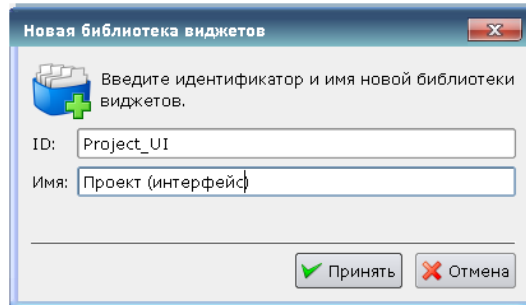 Новая библиотека виджетов
Введите идентификатор и имя новой библиотеки
виджетов.
ID: Project_UI
Имя: Проект (интерфейс)
Принять Отмена